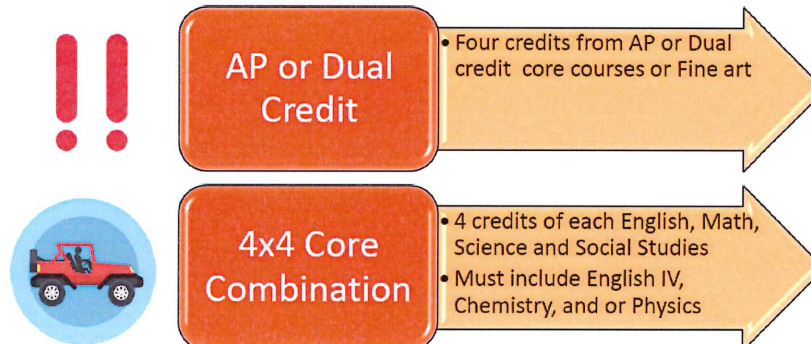 AP or Dual
Credit
• Four credits from AP or Dual
credit core courses or Fine art
4x4 Core
Combination
• 4 credits of each English, Math,
Science and Social Studies
• Must include English IV,
Chemistry, and or Physics